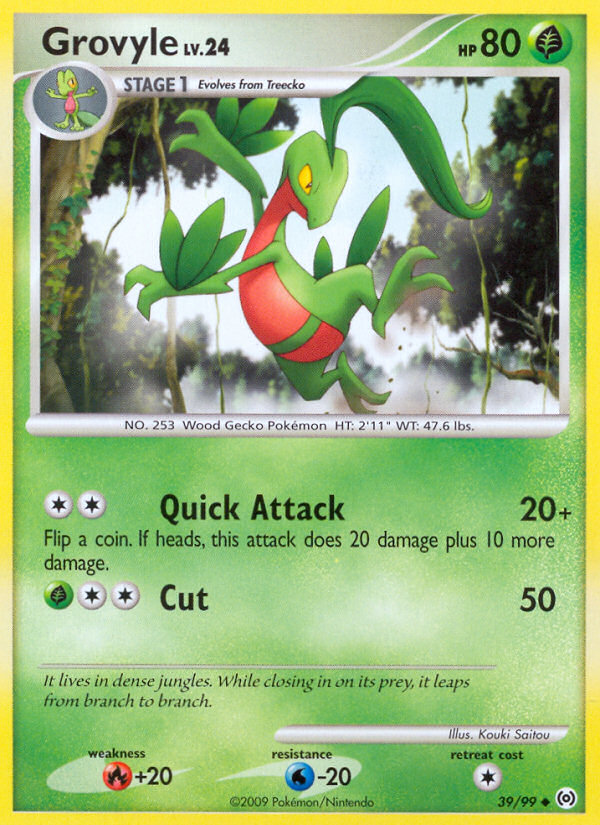 Grovyle LV.24 HP 80
STAGE 1 Evolves from Treecko
NO. 253 Wood Gecko Pokémon HT: 2'11" WT: 47.6 lbs.
Quick Attack 20+
Flip a coin. If heads, this attack does 20 damage plus 10 more
damage.
Cut 50
It lives in dense jungles. While closing in on its prey, it leaps
from branch to branch.
Illus. Kouki Saitou
weakness resistance retreat cost
+20 -20
©2009 Pokémon/Nintendo 39/99